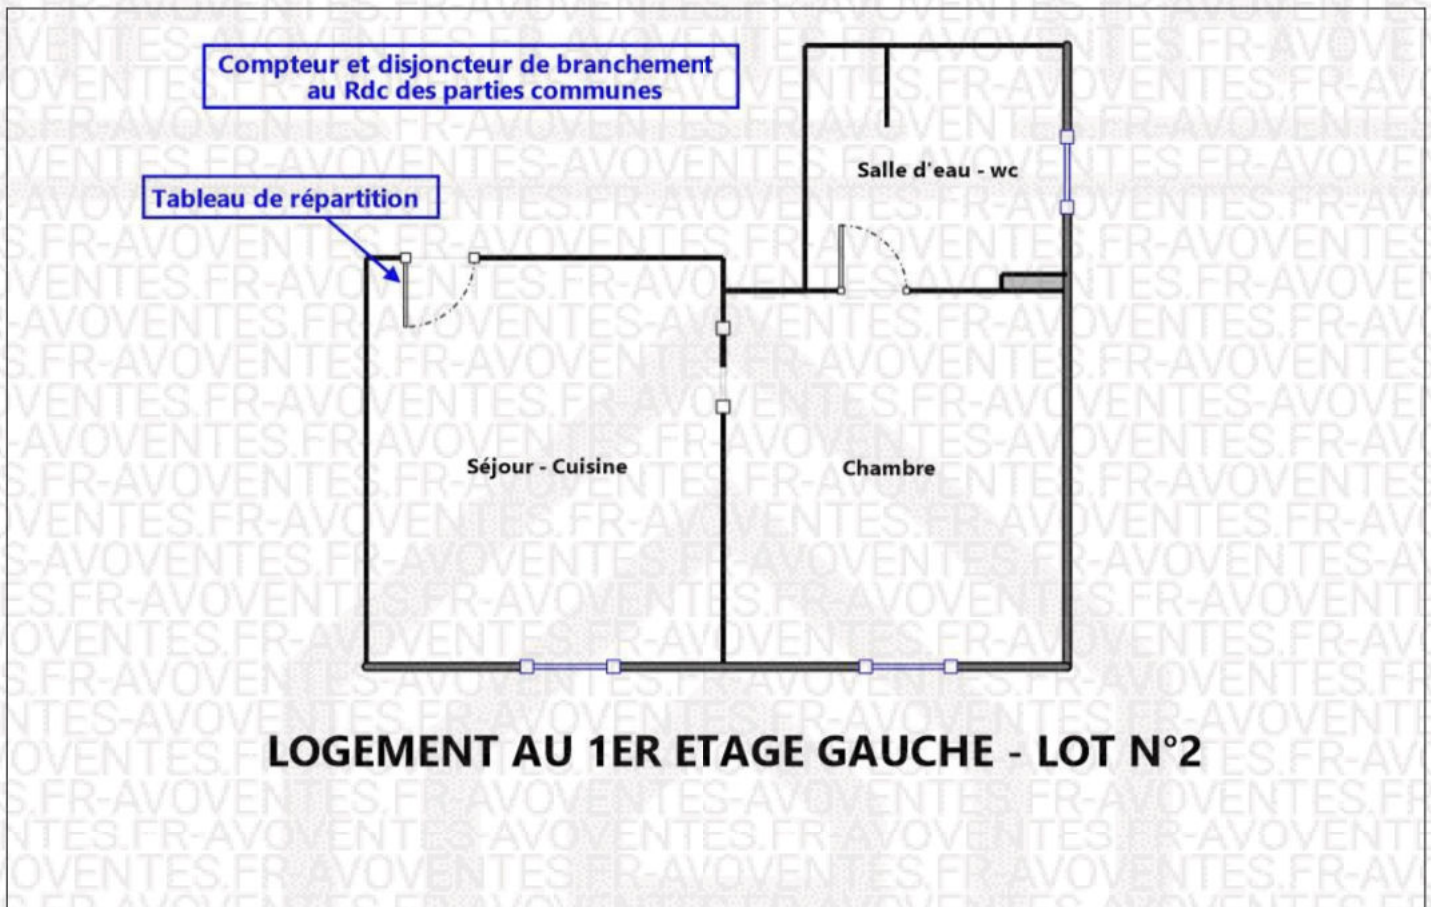 Compteur et disjoncteur de branchement
au Rdc des parties communes
Salle d'eau - wc
Tableau de répartition
Séjour - Cuisine
Chambre
LOGEMENT AU 1ER ETAGE GAUCHE - LOT N°2